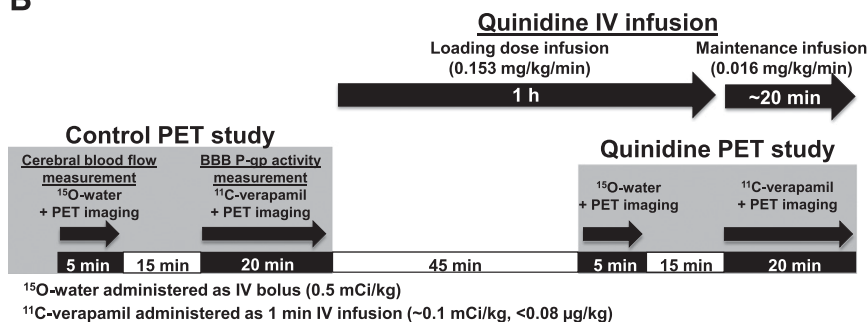 B
Quinidine IV infusion
Loading dose infusion
(0.153 mg/kg/min)
1 h
Maintenance infusion
(0.016 mg/kg/min)
~20 min
Control PET study
Cerebral blood flow
measurement
¹⁵O-water
+ PET imaging
BBB P-gp activity
measurement
¹¹C-verapamil
+ PET imaging
Quinidine PET study
¹⁵O-water
+ PET imaging
¹¹C-verapamil
+ PET imaging
5 min
15 min
20 min
45 min
5 min
15 min
20 min
¹⁵O-water administered as IV bolus (0.5 mCi/kg)
¹¹C-verapamil administered as 1 min IV infusion (~0.1 mCi/kg, <0.08 µg/kg)